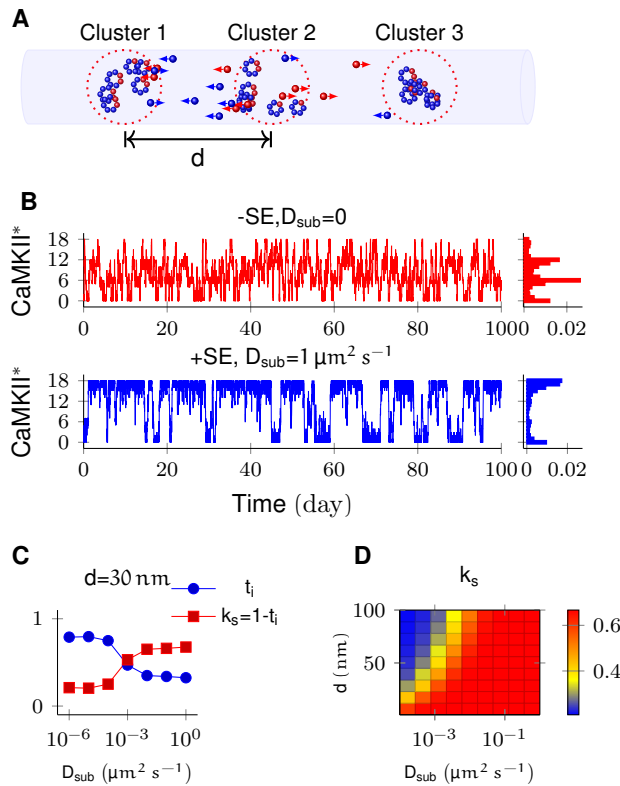 A
Cluster 1 Cluster 2 Cluster 3
d
B
-SE,D_sub=0
CaMKII*
18
12
6
0
0 20 40 60 80 100
0 0.02
+SE, D_sub=1 μm² s⁻¹
CaMKII*
18
12
6
0
0 20 40 60 80 100
0 0.02
Time (day)
C
d=30 nm
t_i
k_s=1-t_i
1
0
10⁻⁶ 10⁻³ 10⁰
D_sub (μm² s⁻¹)
D
k_s
d (nm)
100
50
10⁻³ 10⁻¹
D_sub (μm² s⁻¹)
0.6
0.4